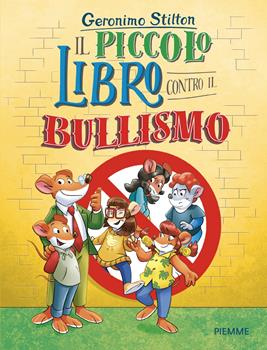 Geronimo Stilton
IL PICCOLO
LIBRO CONTRO IL
BULLISMO
PIEMME